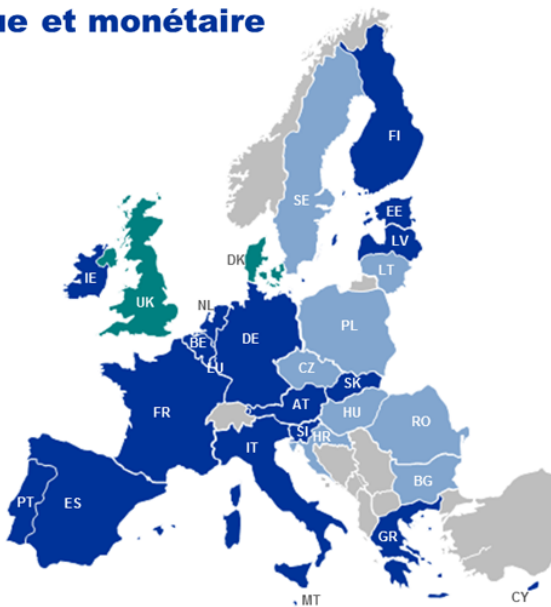 ue et monétaire
FI
SE
EE
LV
DK
LT
IE
UK
NL
PL
BE
DE
LU
CZ
SK
FR
AT
HU
RO
SI
HR
IT
BG
PT
ES
GR
MT
CY